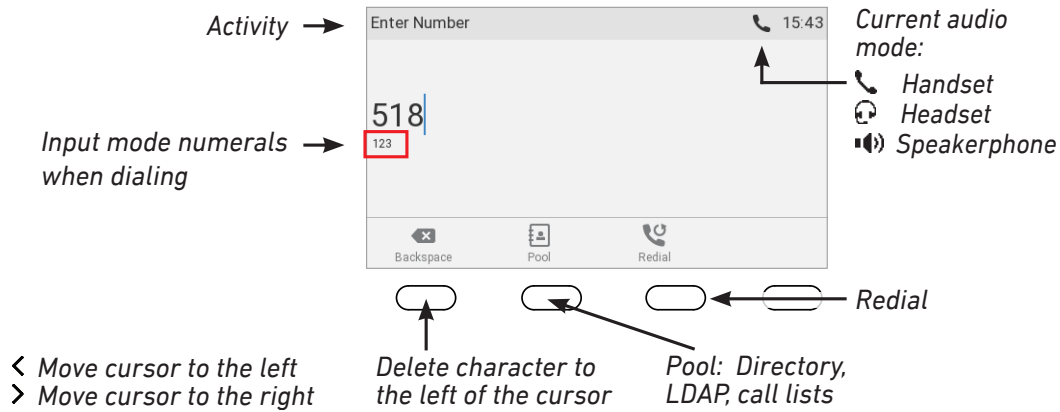 Activity
Enter Number
15:43
Current audio
mode:
Handset
Headset
Speakerphone
518
123
Input mode numerals
when dialing
Backspace
Pool
Redial
Redial
< Move cursor to the left
> Move cursor to the right
Delete character to
the left of the cursor
Pool: Directory,
LDAP, call lists